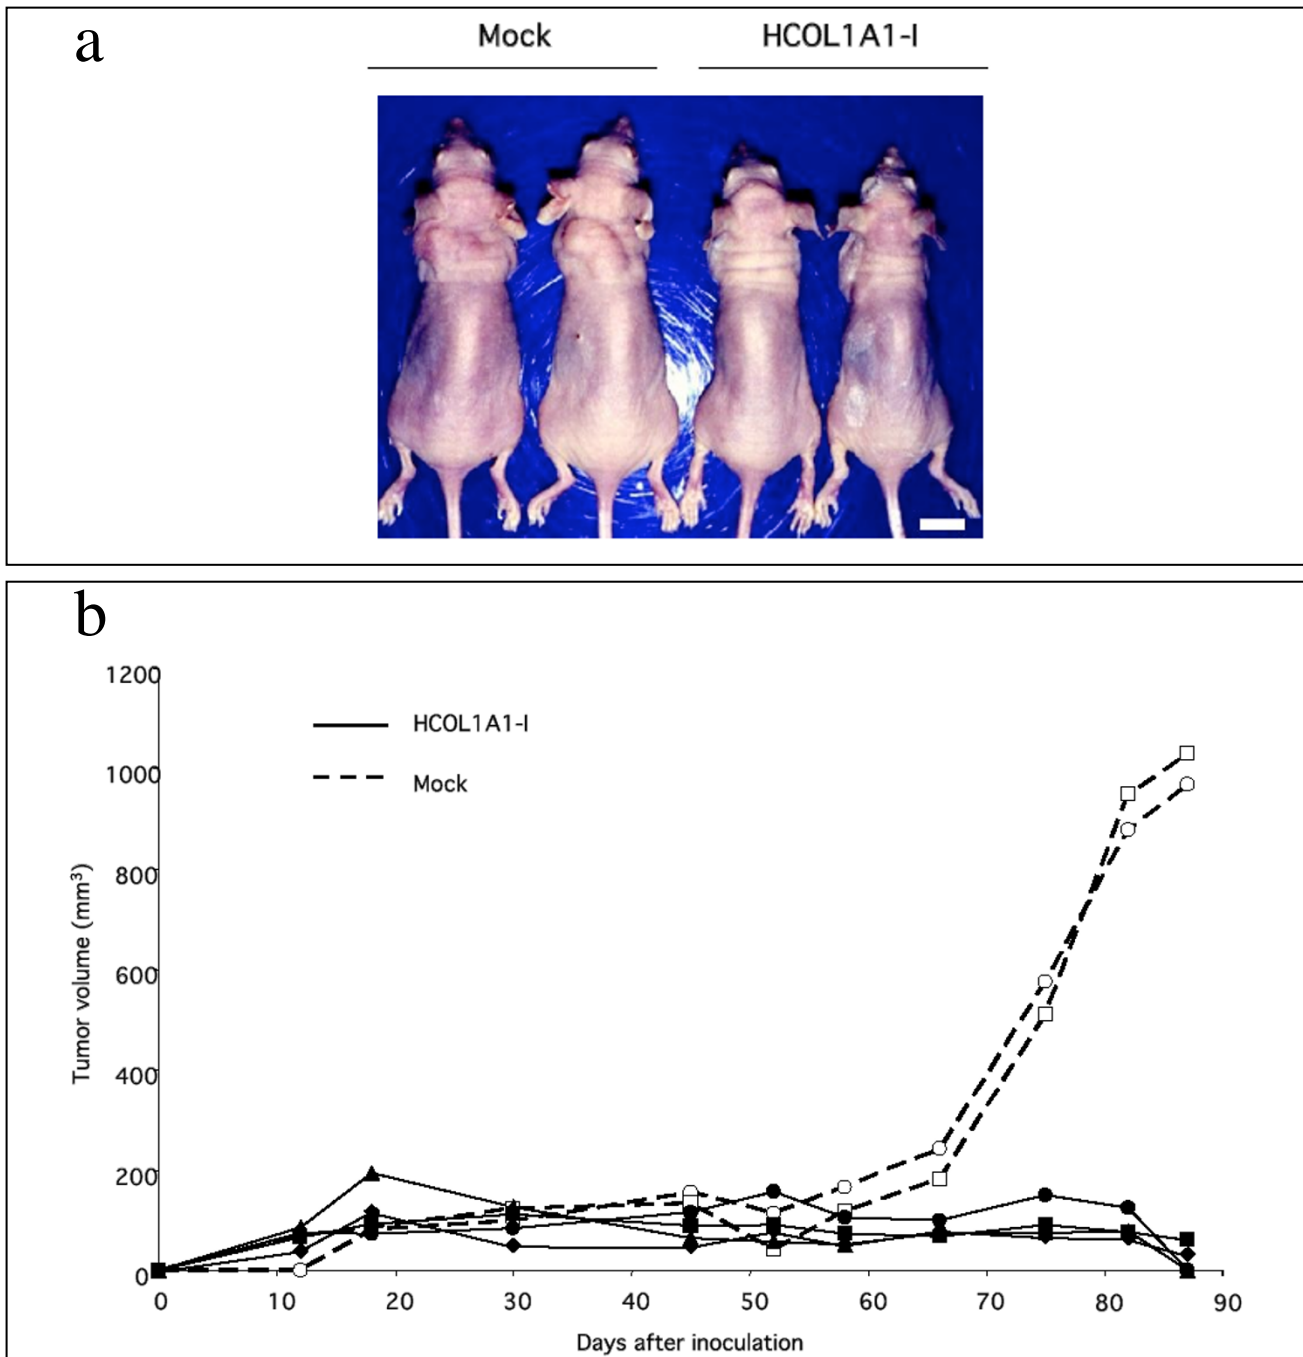 a
Mock HCOL1A1-I
b
1200
1000
800
600
400
200
0
HCOL1A1-I
Mock
Tumor volume (mm³)
0 10 20 30 40 50 60 70 80 90
Days after inoculation